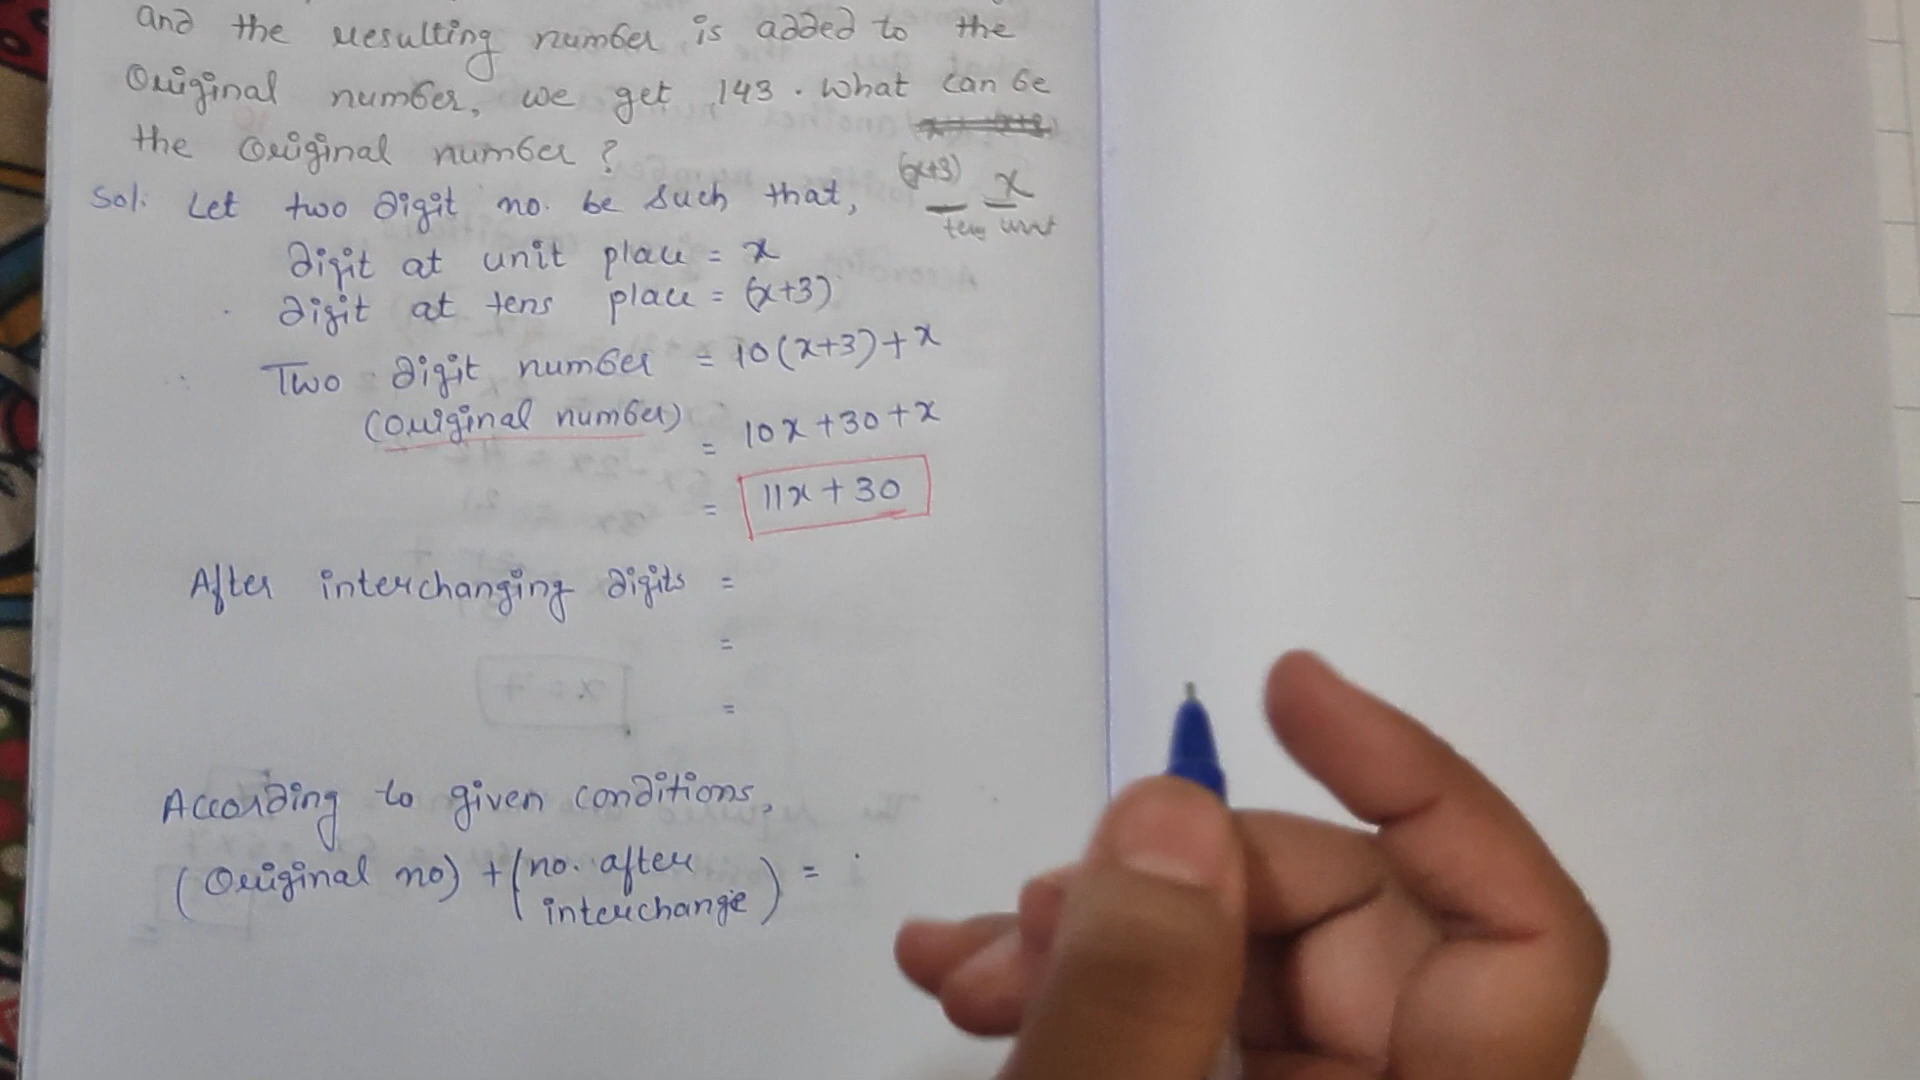 and the resulting number is added to the
original number, we get 143. What can be
the original number?
(x+3) x
tens unit
Sol: Let two digit no. be such that,
digit at unit place = x
digit at tens place = (x+3)
Two digit number = 10(x+3)+x
(original number)
= 10x+30+x
= 11x+30
After interchanging digits =
=
=
According to given conditions,
(Original no) + (no. after interchange) =